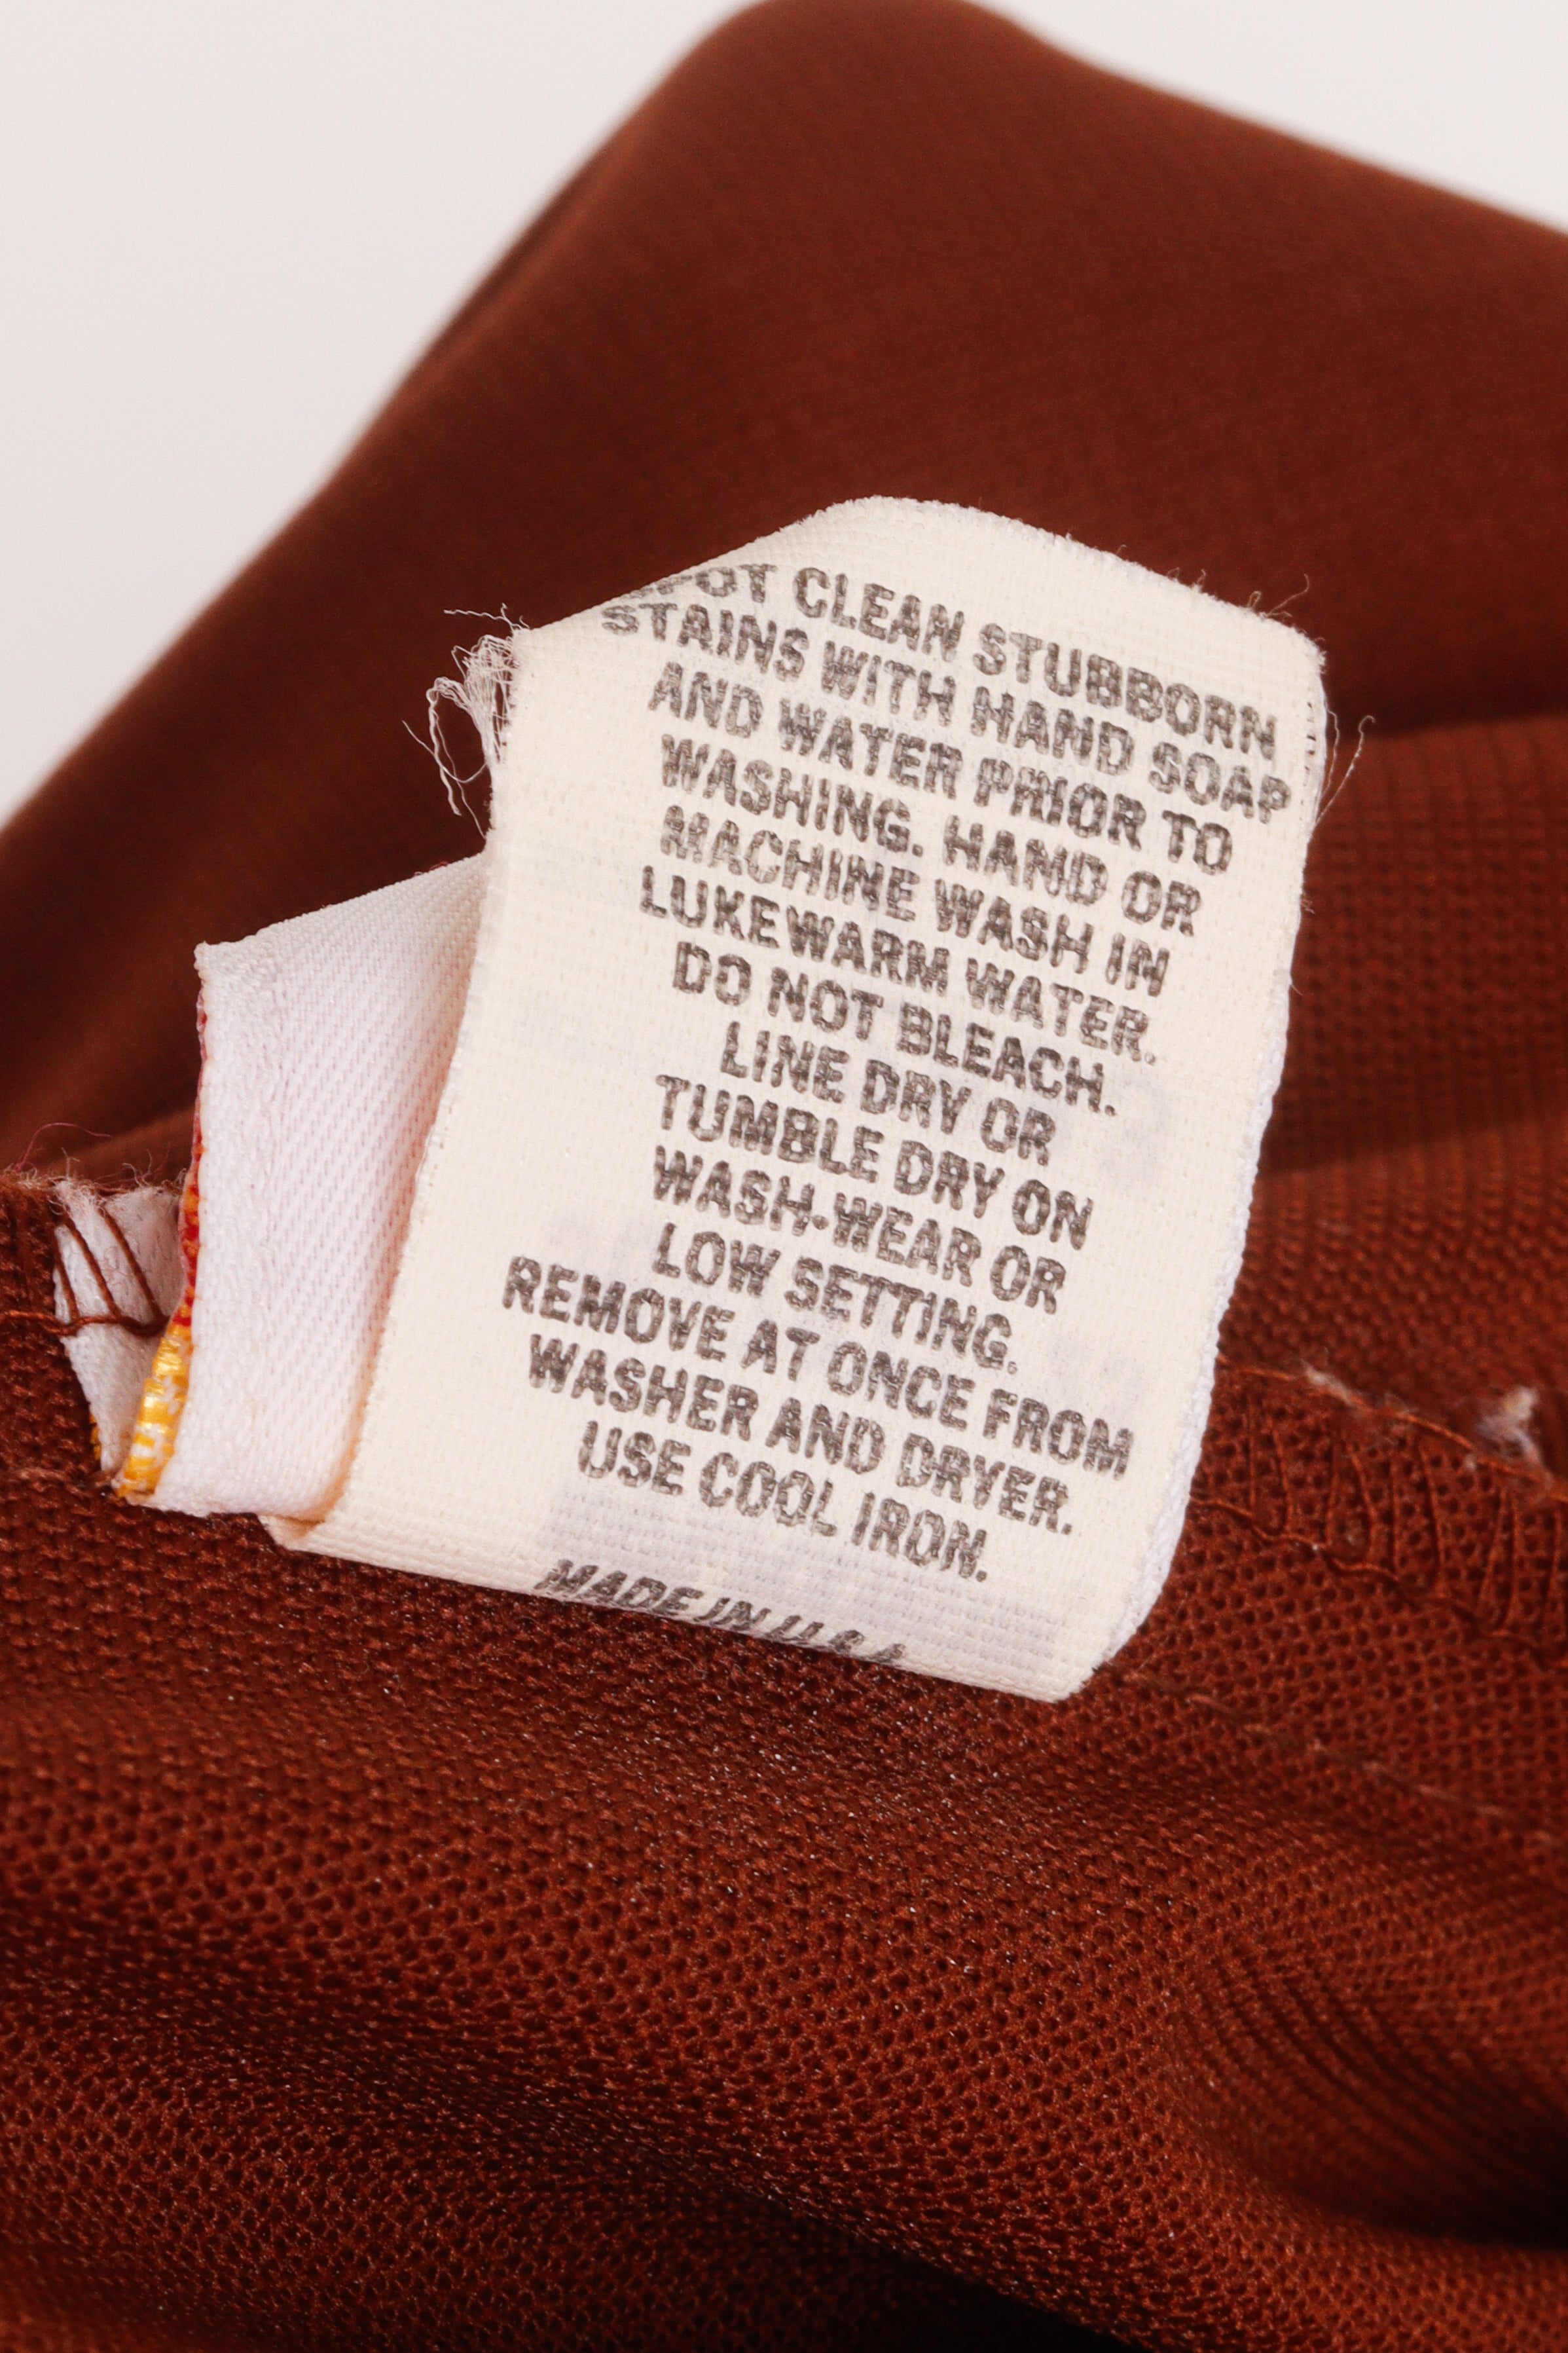 SPOT CLEAN STUBBORN
STAINS WITH HAND SOAP
AND WATER PRIOR TO
WASHING. HAND OR
MACHINE WASH IN
LUKEWARM WATER.
DO NOT BLEACH.
LINE DRY OR
TUMBLE DRY ON
WASH-WEAR OR
LOW SETTING.
REMOVE AT ONCE FROM
WASHER AND DRYER.
USE COOL IRON.
MADE IN U.S.A.